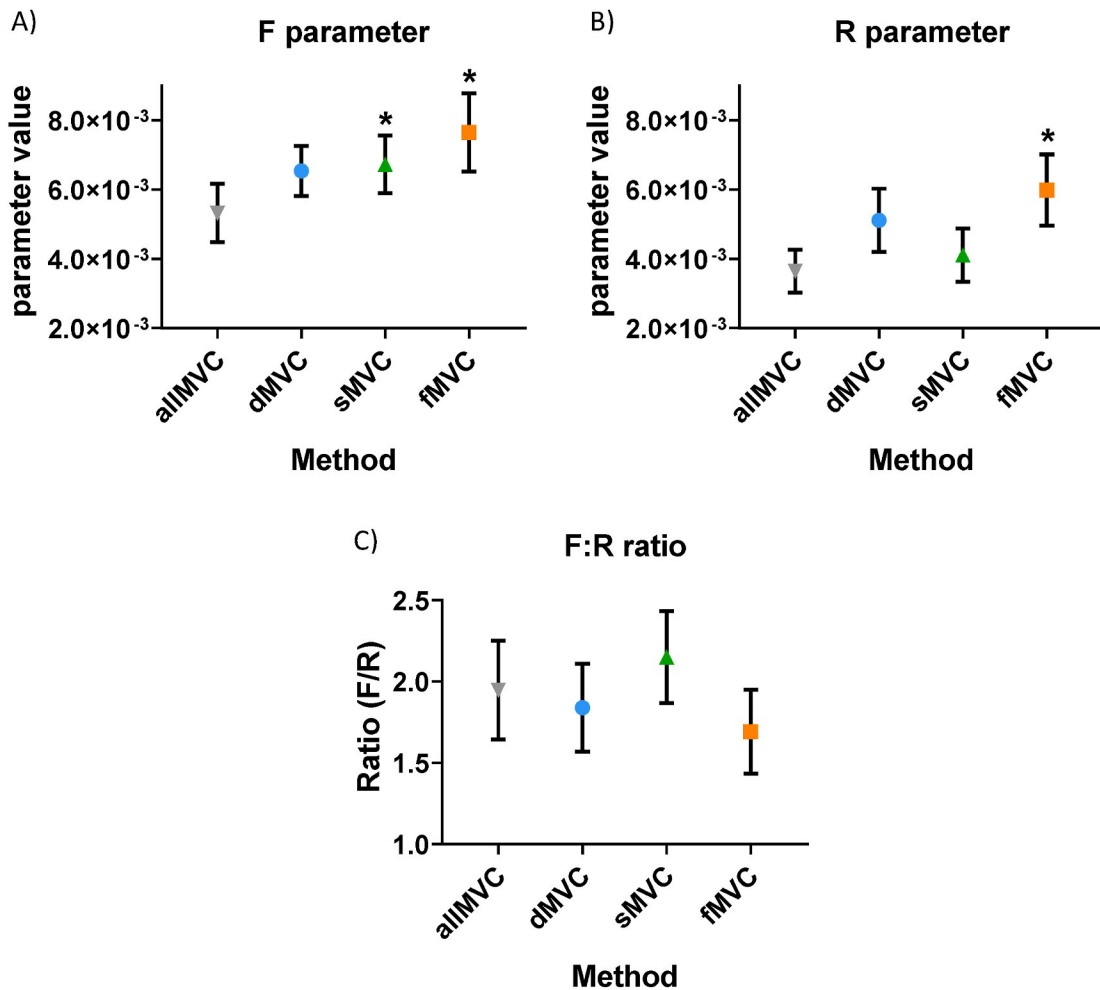 A)
F parameter
parameter value
8.0×10⁻³
6.0×10⁻³
4.0×10⁻³
2.0×10⁻³
*
*
allMVC
dMVC
sMVC
fMVC
Method
B)
R parameter
parameter value
8.0×10⁻³
6.0×10⁻³
4.0×10⁻³
2.0×10⁻³
*
allMVC
dMVC
sMVC
fMVC
Method
C)
F:R ratio
Ratio (F/R)
2.5
2.0
1.5
1.0
allMVC
dMVC
sMVC
fMVC
Method